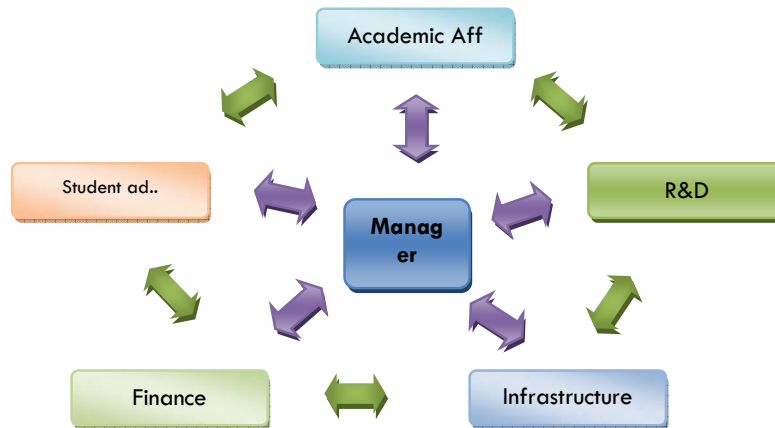 Academic Aff
Student ad..
R&D
Manag
er
Finance
Infrastructure